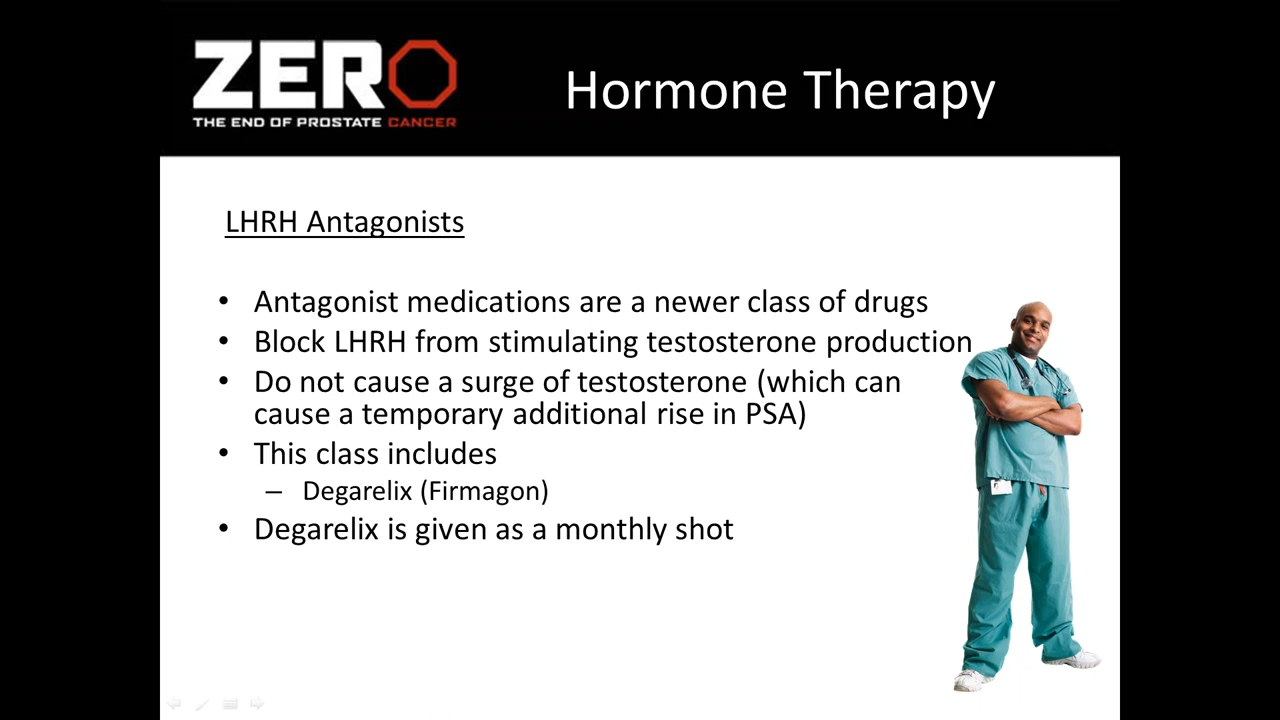 ZERO
THE END OF PROSTATE CANCER
Hormone Therapy
LHRH Antagonists
• Antagonist medications are a newer class of drugs
• Block LHRH from stimulating testosterone production
• Do not cause a surge of testosterone (which can
cause a temporary additional rise in PSA)
• This class includes
– Degarelix (Firmagon)
• Degarelix is given as a monthly shot